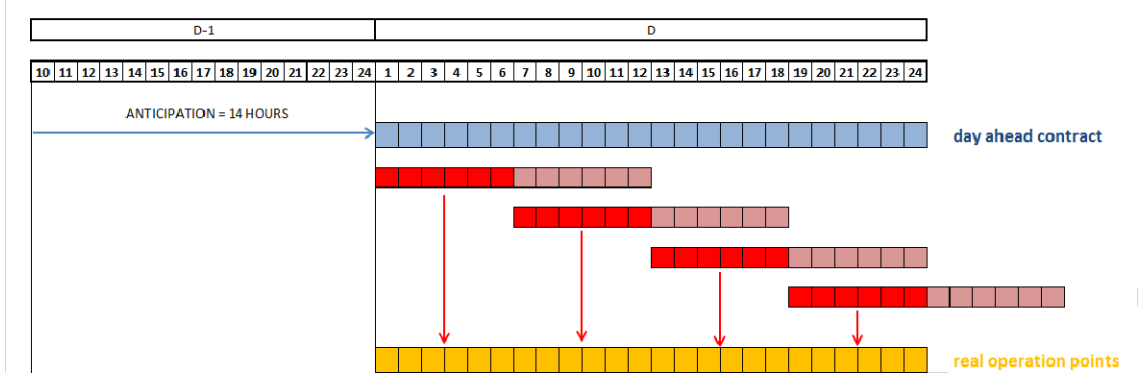 D-1 D
10 11 12 13 14 15 16 17 18 19 20 21 22 23 24 1 2 3 4 5 6 7 8 9 10 11 12 13 14 15 16 17 18 19 20 21 22 23 24
ANTICIPATION = 14 HOURS
day ahead contract
real operation points